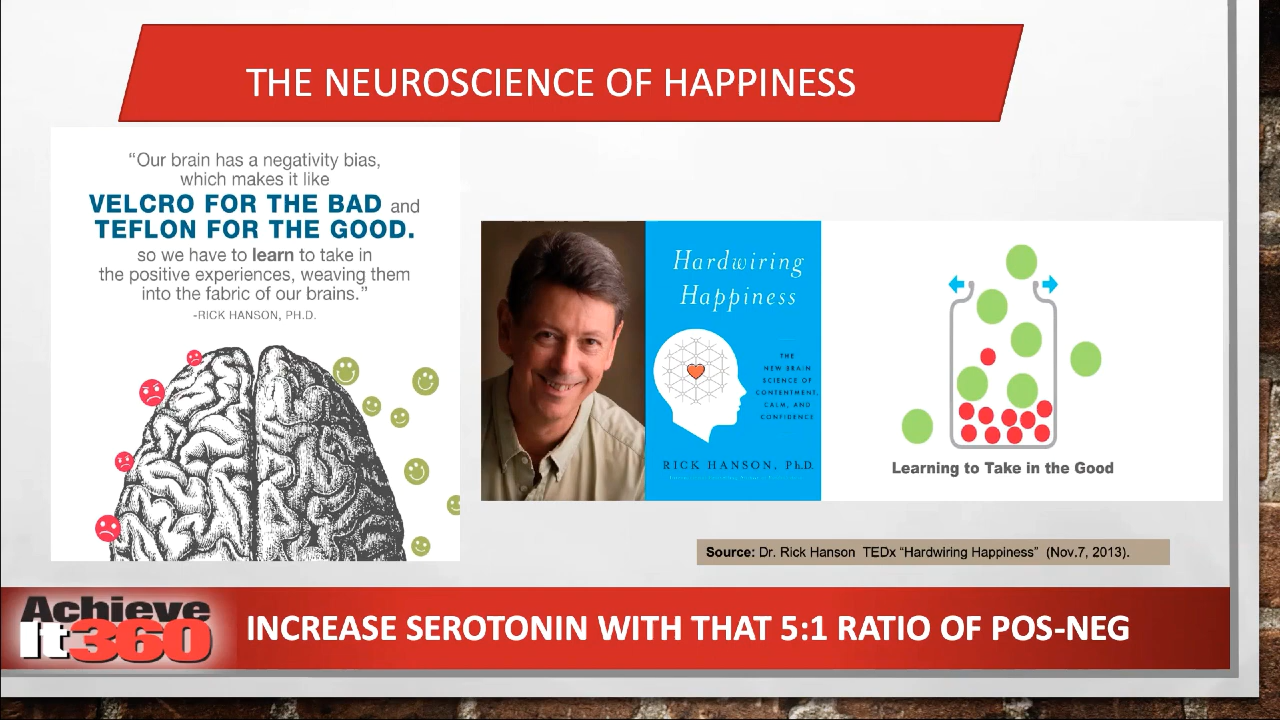 THE NEUROSCIENCE OF HAPPINESS
“Our brain has a negativity bias,
which makes it like
VELCRO FOR THE BAD and
TEFLON FOR THE GOOD.
so we have to learn to take in
the positive experiences, weaving them
into the fabric of our brains.”
-RICK HANSON, PH.D.
Hardwiring
Happiness
THE
NEW BRAIN
SCIENCE OF
CONTENTMENT,
CALM, AND
CONFIDENCE
RICK HANSON, Ph.D.
Learning to Take in the Good
Source: Dr. Rick Hanson TEDx “Hardwiring Happiness” (Nov.7, 2013).
Achieve
It360
INCREASE SEROTONIN WITH THAT 5:1 RATIO OF POS-NEG